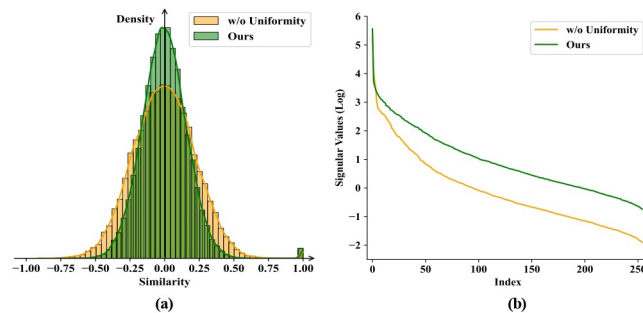 Density
w/o Uniformity
Ours
−1.00 −0.75 −0.50 −0.25 0.00 0.25 0.50 0.75 1.00
Similarity
(a)
w/o Uniformity
Ours
Signular Values (Log)
6
5
4
3
2
1
0
−1
−2
0 50 100 150 200 250
Index
(b)